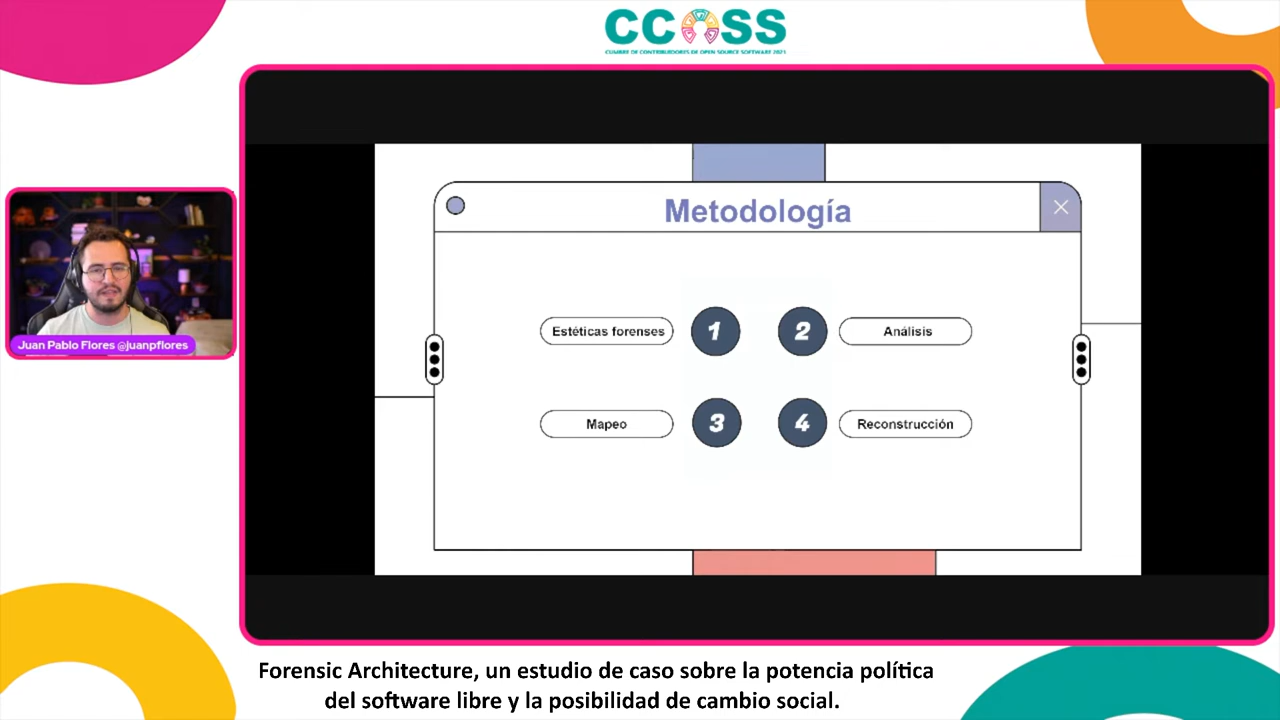 CCOSS
CUMBRE DE CONTRIBUIDORES DE OPEN SOURCE SOFTWARE 2021
Metodología
Estéticas forenses
1
2
Análisis
Mapeo
3
4
Reconstrucción
Juan Pablo Flores @juanpflores
Forensic Architecture, un estudio de caso sobre la potencia política
del software libre y la posibilidad de cambio social.